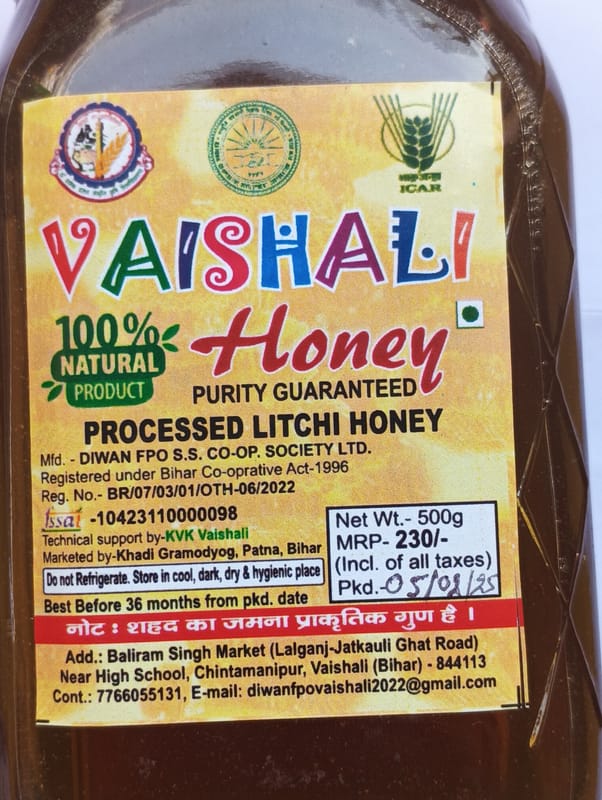 ICAR
VAISHALI
100%
NATURAL
PRODUCT
Honey
PURITY GUARANTEED
PROCESSED LITCHI HONEY
Mfd. - DIWAN FPO S.S. CO-OP. SOCIETY LTD.
Registered under Bihar Co-oprative Act-1996
Reg. No.- BR/07/03/01/OTH-06/2022
fssai -10423110000098
Technical support by-KVK Vaishali
Marketed by-Khadi Gramodyog, Patna, Bihar
Do not Refrigerate. Store in cool, dark, dry & hygienic place
Best Before 36 months from pkd. date
Net Wt.- 500g
MRP- 230/-
(Incl. of all taxes)
Pkd.-05/08/25
नोट : शहद का जमना प्राकृतिक गुण है ।
Add.: Baliram Singh Market (Lalganj-Jatkauli Ghat Road)
Near High School, Chintamanipur, Vaishali (Bihar) - 844113
Cont.: 7766055131, E-mail: diwanfpovaishali2022@gmail.com